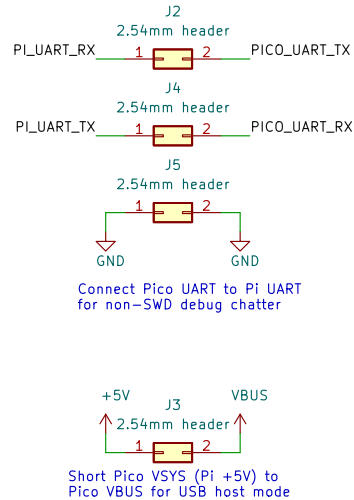 J2
2.54mm header
PI_UART_RX 1 2 PICO_UART_TX
J4
2.54mm header
PI_UART_TX 1 2 PICO_UART_RX
J5
2.54mm header
1 2
GND GND
Connect Pico UART to Pi UART
for non-SWD debug chatter
+5V VBUS
J3
2.54mm header
1 2
Short Pico VSYS (Pi +5V) to
Pico VBUS for USB host mode